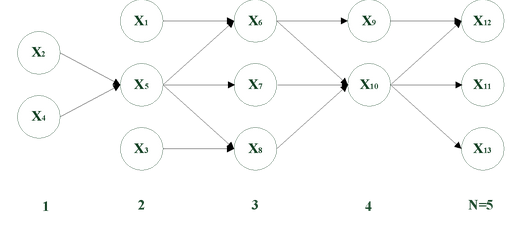 X1 X6 X9 X12
X2
X5 X7 X10 X11
X4
X3 X8 X13
1 2 3 4 N=5